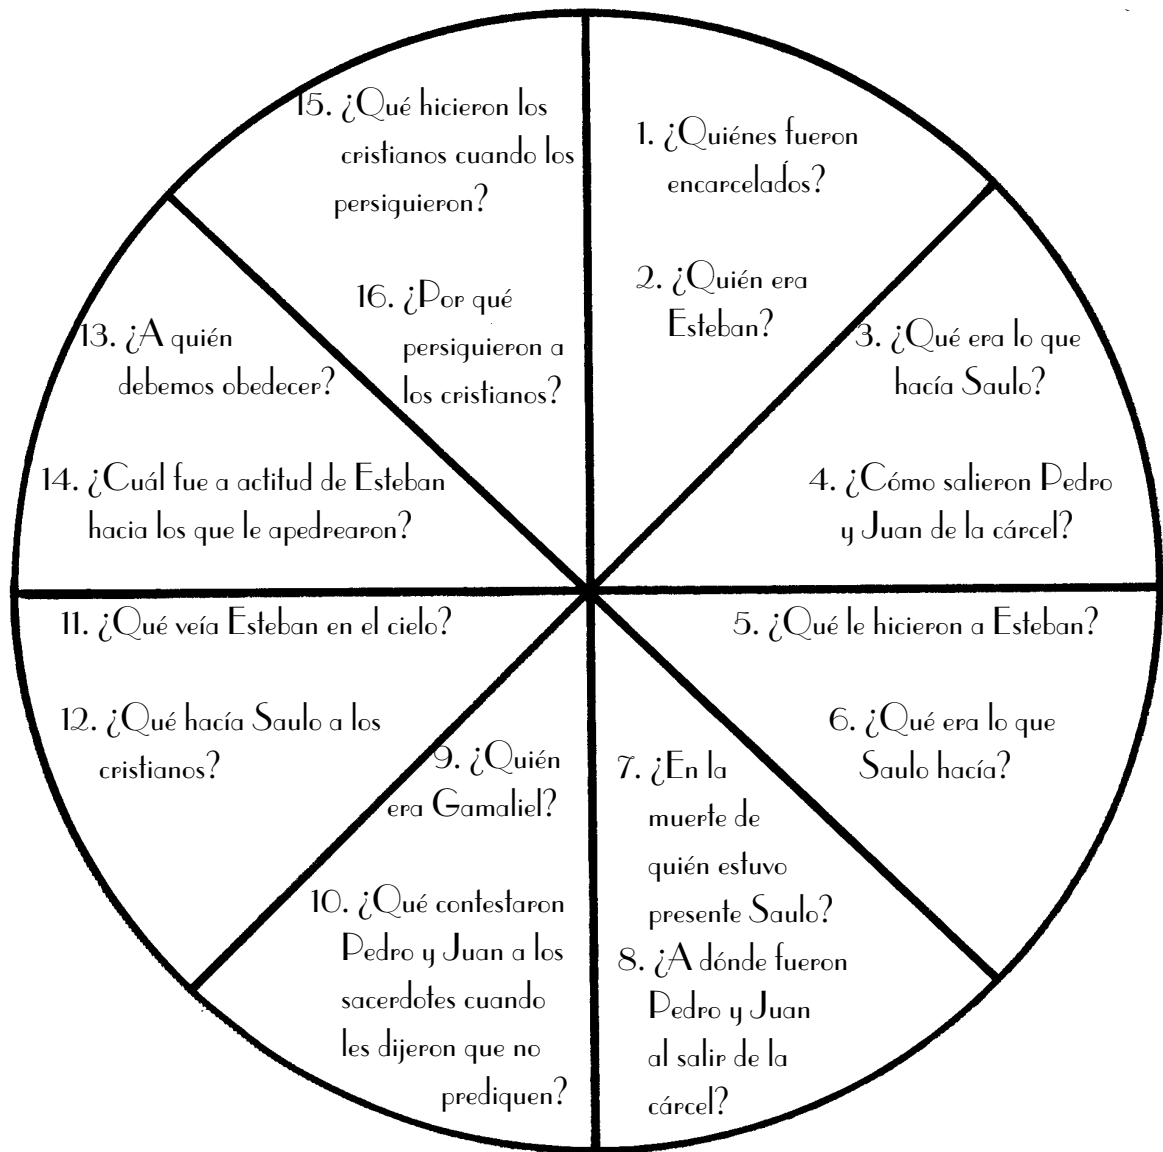 1. ¿Quiénes fueron
encarcelados?
2. ¿Quién era
Esteban?
3. ¿Qué era lo que
hacía Saulo?
4. ¿Cómo salieron Pedro
y Juan de la cárcel?
5. ¿Qué le hicieron a Esteban?
6. ¿Qué era lo que
Saulo hacía?
7. ¿En la
muerte de
quién estuvo
presente Saulo?
8. ¿A dónde fueron
Pedro y Juan
al salir de la
cárcel?
9. ¿Quién
era Gamaliel?
10. ¿Qué contestaron
Pedro y Juan a los
sacerdotes cuando
les dijeron que no
prediquen?
11. ¿Qué veía Esteban en el cielo?
12. ¿Qué hacía Saulo a los
cristianos?
13. ¿A quién
debemos obedecer?
14. ¿Cuál fue a actitud de Esteban
hacia los que le apedrearon?
15. ¿Qué hicieron los
cristianos cuando los
persiguieron?
16. ¿Por qué
persiguieron a
los cristianos?